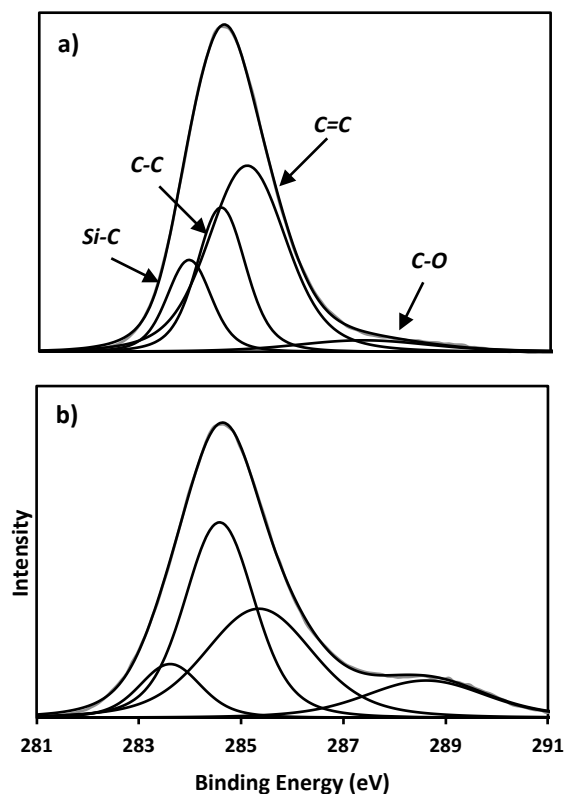 a)
C=C
C-C
Si-C
C-O
b)
Intensity
281 283 285 287 289 291
Binding Energy (eV)